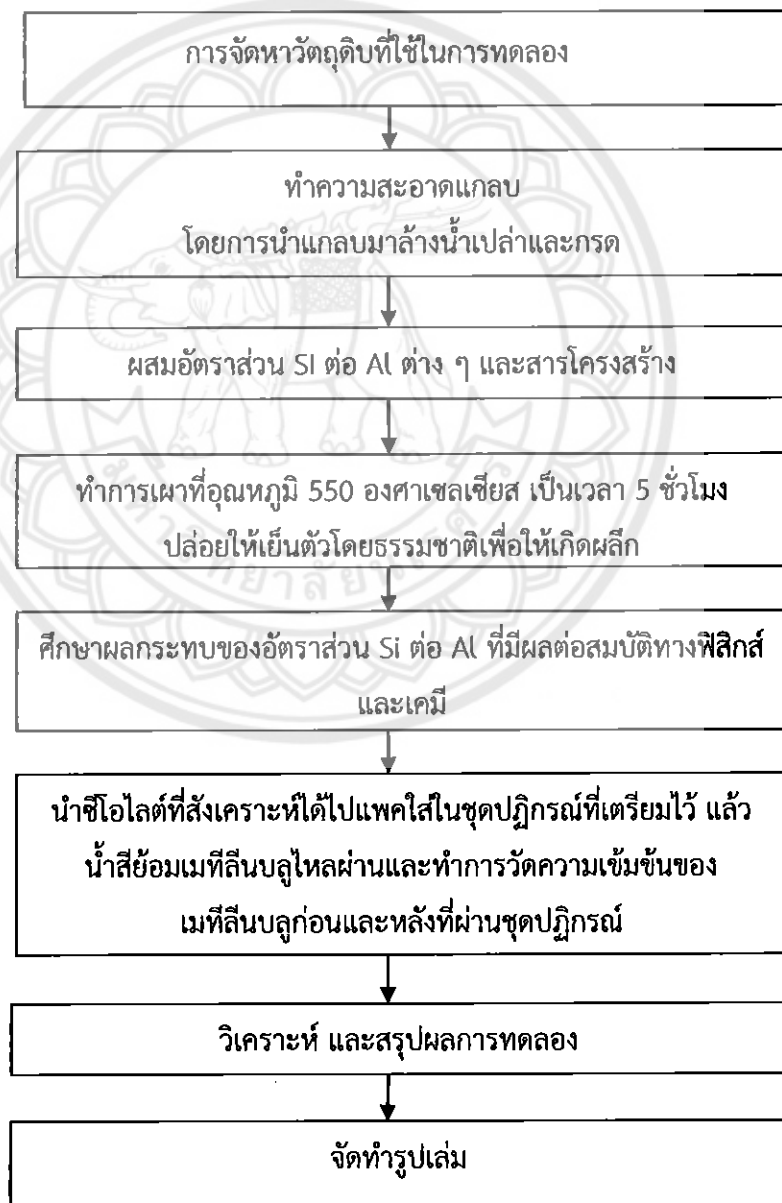 การจัดหาวัตถุดิบที่ใช้ในการทดลอง
ทำความสะอาดแกลบ
โดยการนำแกลบมาล้างน้ำเปล่าและกรด
ผสมอัตราส่วน SI ต่อ Al ต่าง ๆ และสารโครงสร้าง
ทำการเผาที่อุณหภูมิ 550 องศาเซลเซียส เป็นเวลา 5 ชั่วโมง
ปล่อยให้เย็นตัวโดยธรรมชาติเพื่อให้เกิดผลึก
ศึกษาผลกระทบของอัตราส่วน Si ต่อ Al ที่มีผลต่อสมบัติทางฟิสิกส์
และเคมี
นำซีโอไลต์ที่สังเคราะห์ได้ไปแพคใส่ในชุดปฏิกรณ์ที่เตรียมไว้ แล้ว
น้ำสีย้อมเมทีลีนบลูไหลผ่านและทำการวัดความเข้มข้นของ
เมทีลีนบลูก่อนและหลังที่ผ่านชุดปฏิกรณ์
วิเคราะห์ และสรุปผลการทดลอง
จัดทำรูปเล่ม